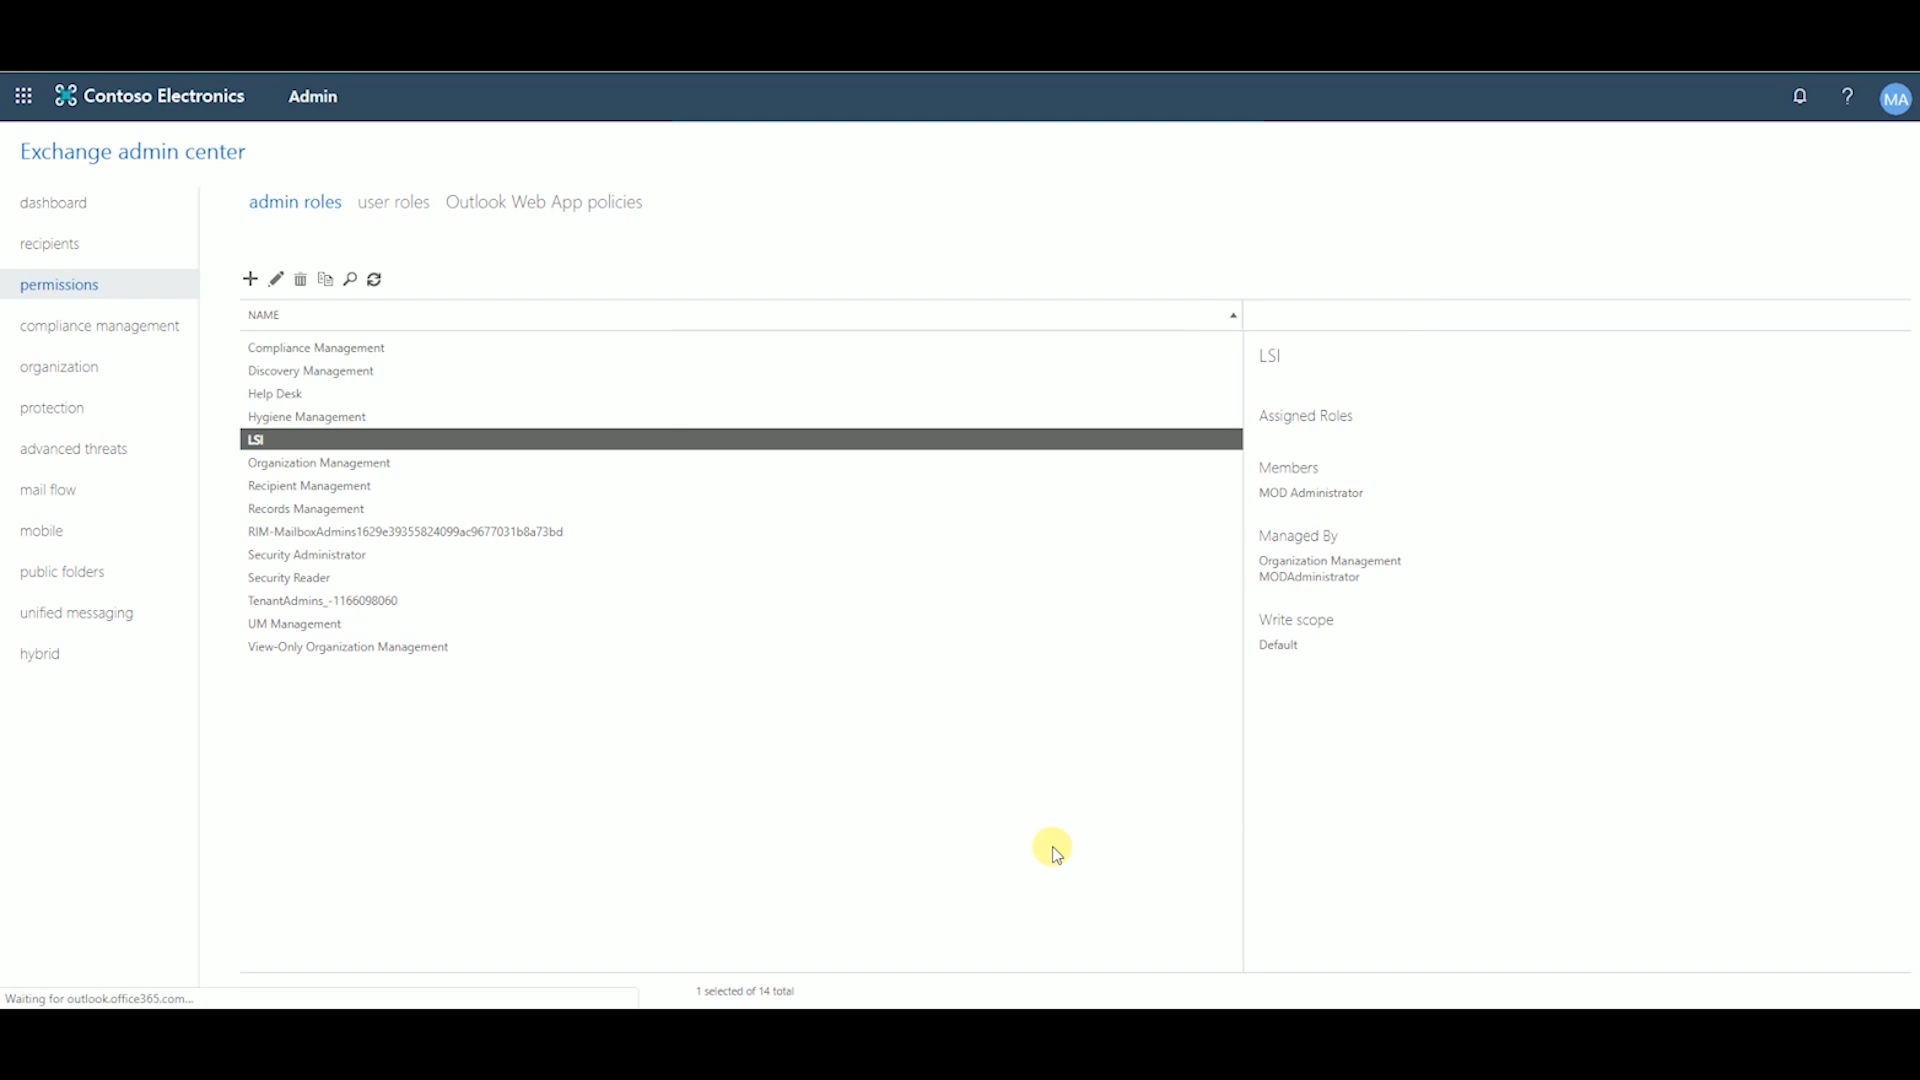 Contoso Electronics
Admin
?
MA
Exchange admin center
dashboard
recipients
permissions
compliance management
organization
protection
advanced threats
mail flow
mobile
public folders
unified messaging
hybrid
admin roles user roles Outlook Web App policies
NAME
Compliance Management
Discovery Management
Help Desk
Hygiene Management
LSI
Organization Management
Recipient Management
Records Management
RIM-MailboxAdmins1629e39355824099ac9677031b8a73bd
Security Administrator
Security Reader
TenantAdmins_-1166098060
UM Management
View-Only Organization Management
LSI
Assigned Roles
Members
MOD Administrator
Managed By
Organization Management
MODAdministrator
Write scope
Default
1 selected of 14 total
Waiting for outlook.office365.com...